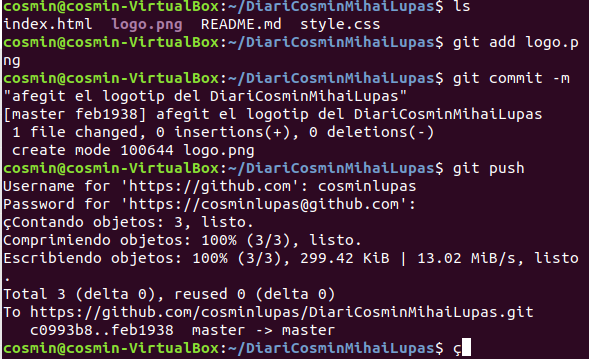 cosmin@cosmin-VirtualBox:~/DiariCosminMihaiLupas$ ls
index.html  logo.png  README.md  style.css
cosmin@cosmin-VirtualBox:~/DiariCosminMihaiLupas$ git add logo.p
ng
cosmin@cosmin-VirtualBox:~/DiariCosminMihaiLupas$ git commit -m
"afegit el logotip del DiariCosminMihaiLupas"
[master feb1938] afegit el logotip del DiariCosminMihaiLupas
 1 file changed, 0 insertions(+), 0 deletions(-)
 create mode 100644 logo.png
cosmin@cosmin-VirtualBox:~/DiariCosminMihaiLupas$ git push
Username for 'https://github.com': cosminlupas
Password for 'https://cosminlupas@github.com':
çContando objetos: 3, listo.
Comprimiendo objetos: 100% (3/3), listo.
Escribiendo objetos: 100% (3/3), 299.42 KiB | 13.02 MiB/s, listo
.
Total 3 (delta 0), reused 0 (delta 0)
To https://github.com/cosminlupas/DiariCosminMihaiLupas.git
   c0993b8..feb1938  master -> master
cosmin@cosmin-VirtualBox:~/DiariCosminMihaiLupas$ ç